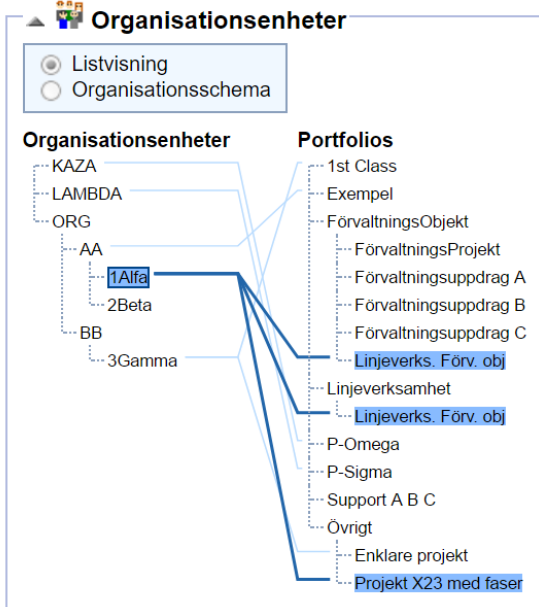 Organisationsenheter
Listvisning
Organisationsschema
Organisationsenheter
KAZA
LAMBDA
ORG
AA
1Alfa
2Beta
BB
3Gamma
Portfolios
1st Class
Exempel
FörvaltningsObjekt
FörvaltningsProjekt
Förvaltningsuppdrag A
Förvaltningsuppdrag B
Förvaltningsuppdrag C
Linjeverks. Förv. obj
Linjeverksamhet
Linjeverks. Förv. obj
P-Omega
P-Sigma
Support A B C
Övrigt
Enklare projekt
Projekt X23 med faser